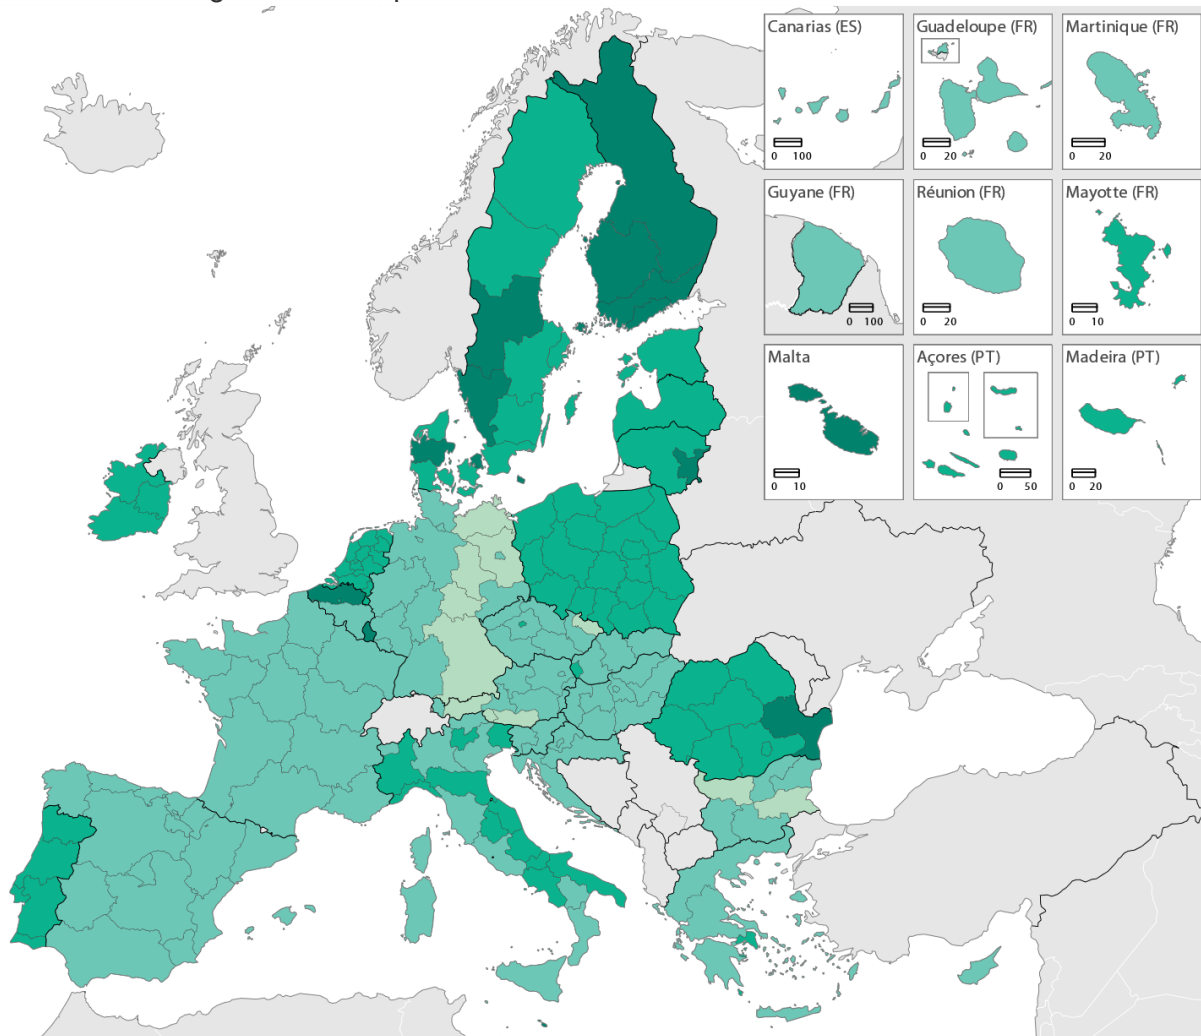 Canarias (ES)
0 100
Guadeloupe (FR)
0 20
Martinique (FR)
0 20
Guyane (FR)
0 100
Réunion (FR)
0 20
Mayotte (FR)
0 10
Malta
0 10
Açores (PT)
0 50
Madeira (PT)
0 20